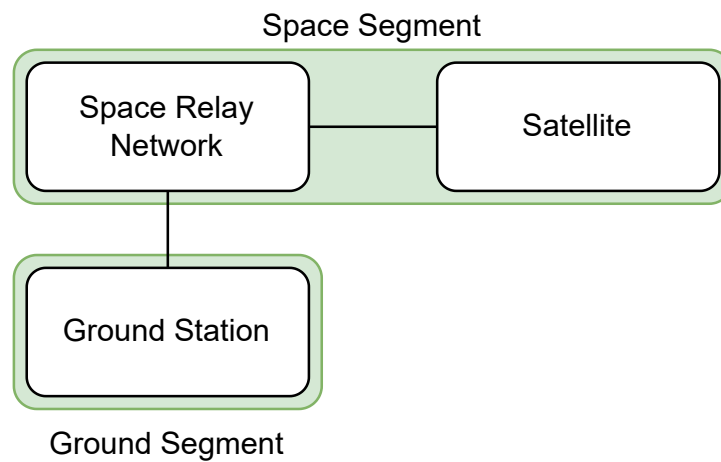 Space Segment
Space Relay
Network
Satellite
Ground Station
Ground Segment